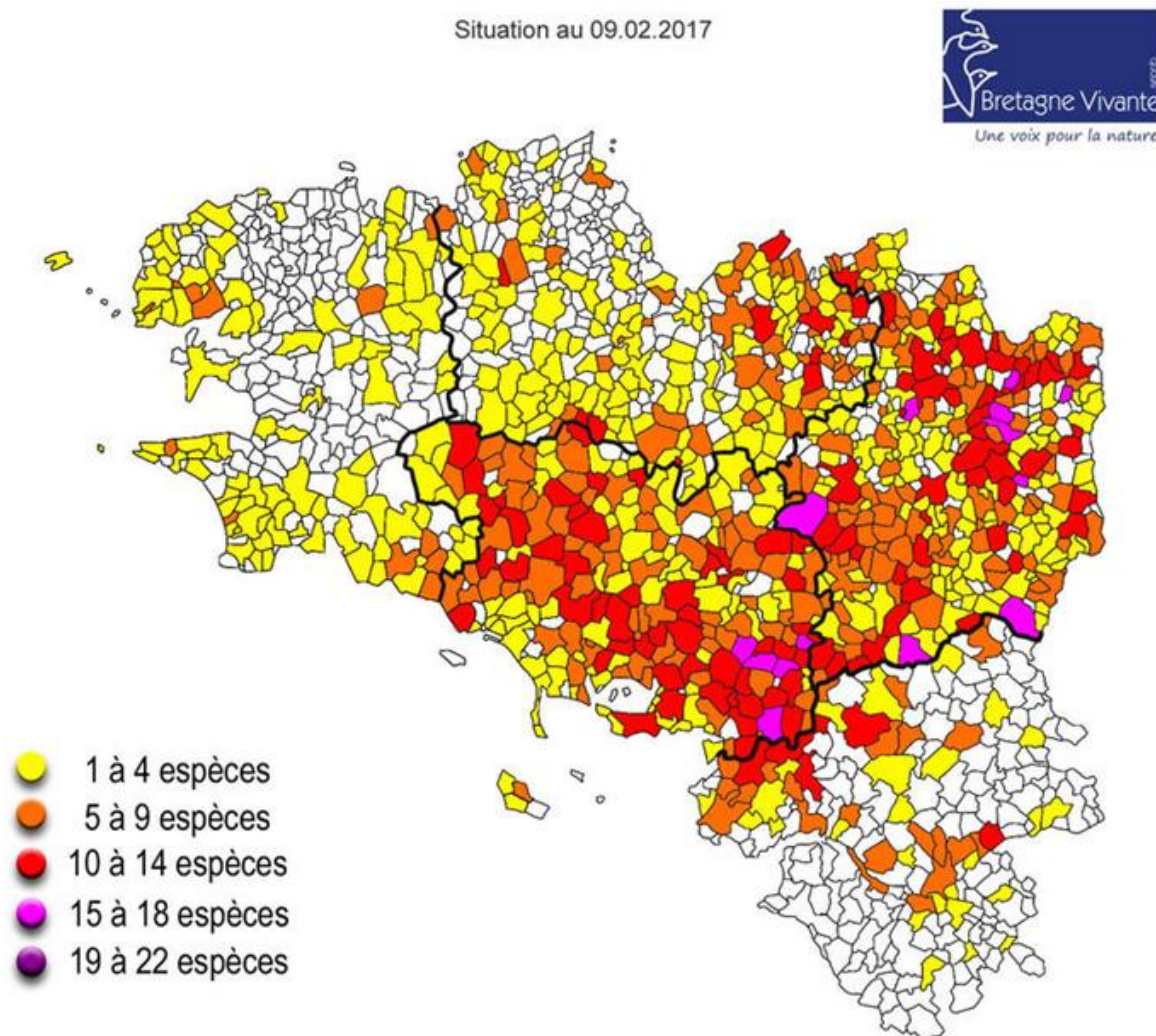 Situation au 09.02.2017
Bretagne Vivante
Une voix pour la nature
1 à 4 espèces
5 à 9 espèces
10 à 14 espèces
15 à 18 espèces
19 à 22 espèces